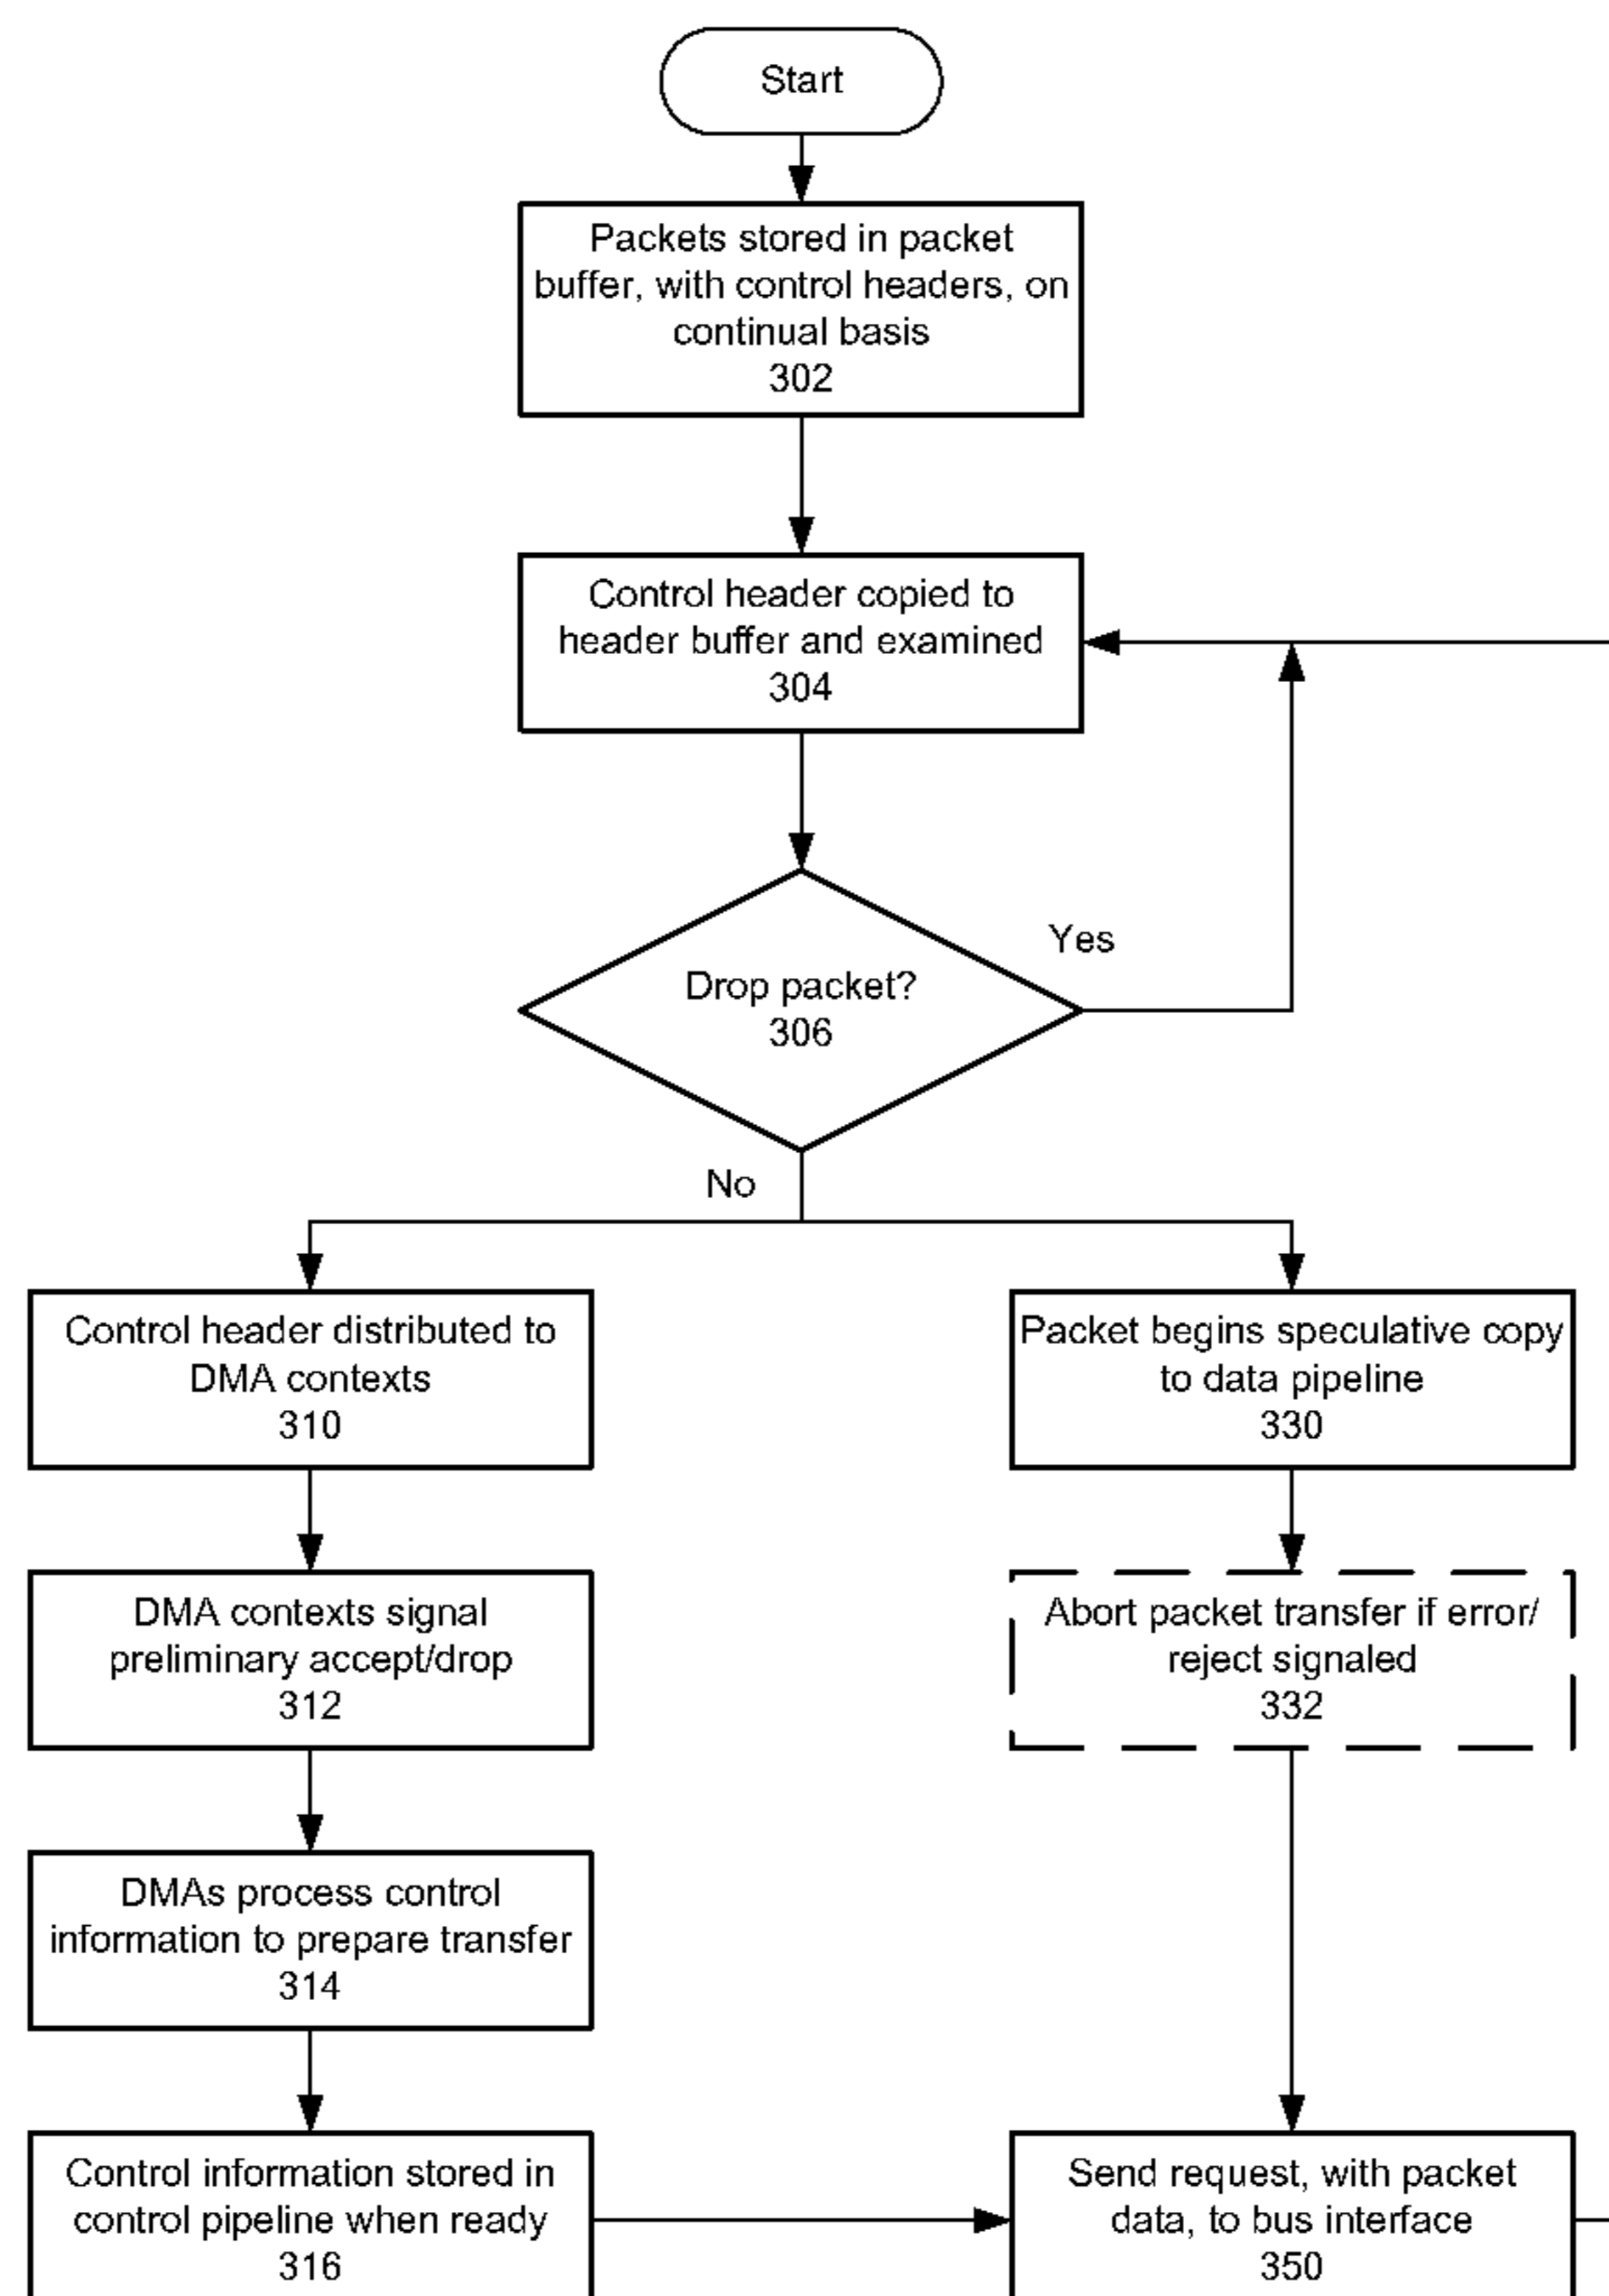 Start
Packets stored in packet
buffer, with control headers, on
continual basis
302
Control header copied to
header buffer and examined
304
Yes
Drop packet?
306
No
Control header distributed to
DMA contexts
310
Packet begins speculative copy
to data pipeline
330
DMA contexts signal
preliminary accept/drop
312
Abort packet transfer if error/
reject signaled
332
DMAs process control
information to prepare transfer
314
Control information stored in
control pipeline when ready
316
Send request, with packet
data, to bus interface
350